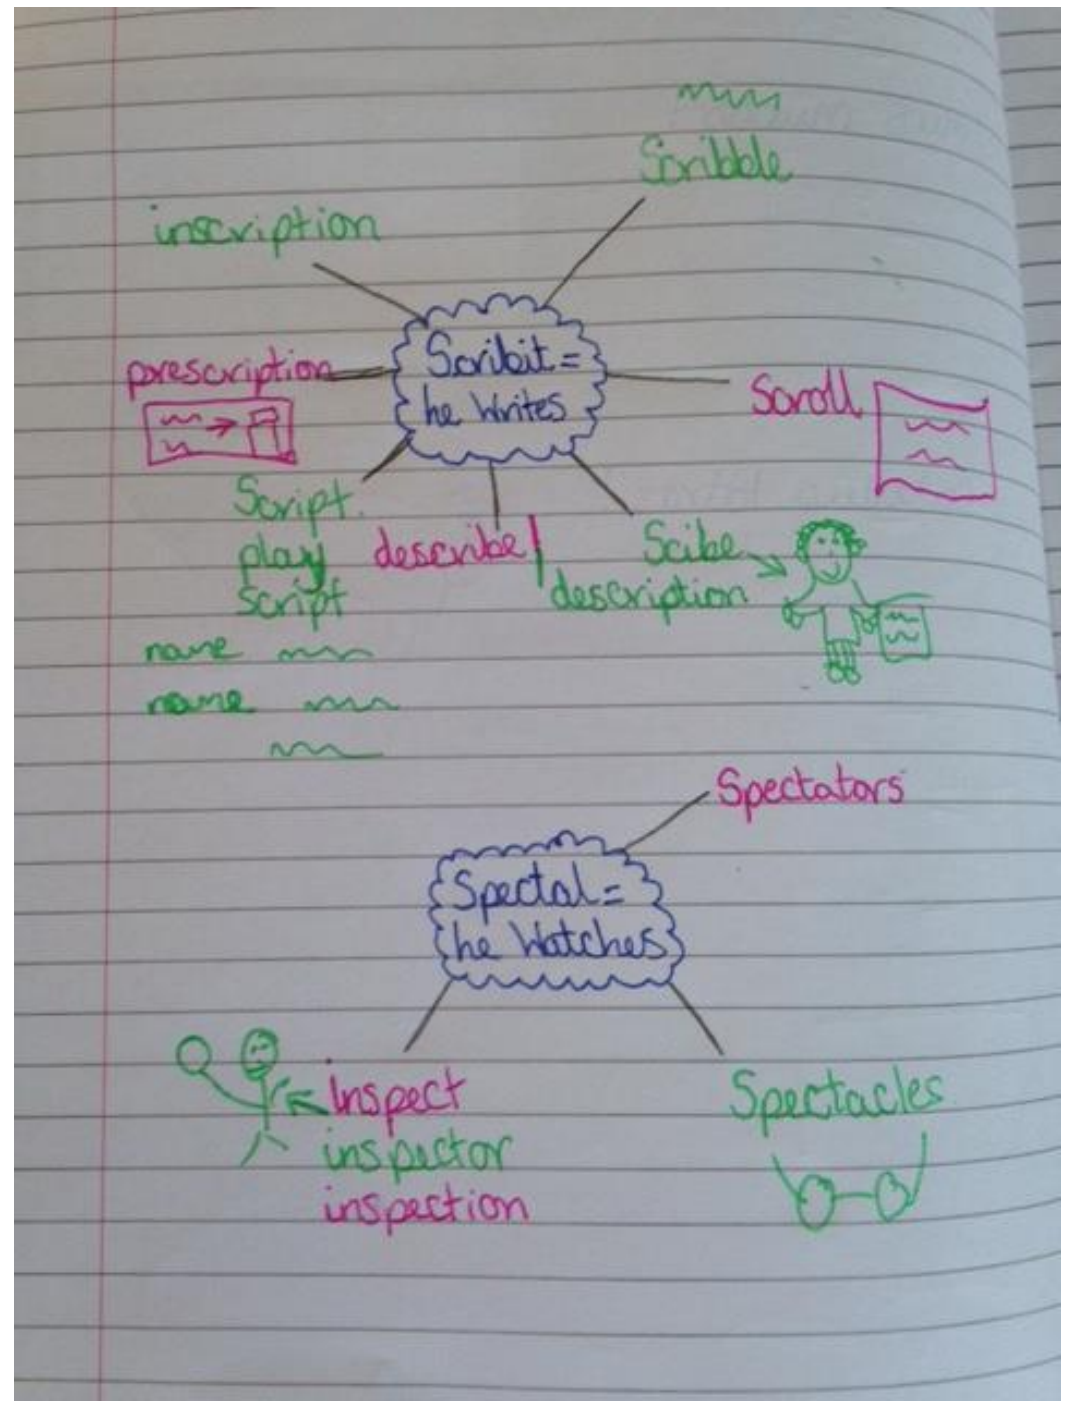 Scribble
inscription
Scribit =
he Writes
prescription
Scroll
Script
play
script
name
name
describe /
Scibe
description
Spectators
Spectal =
he Watches
Inspect
inspector
inspection
Spectacles